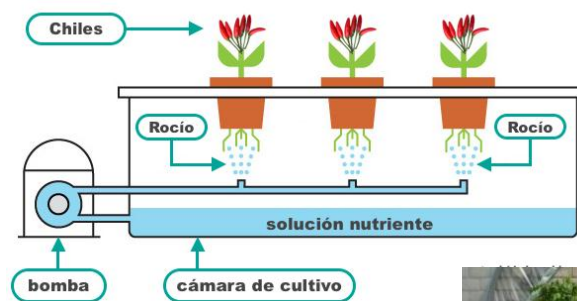 Chiles
Rocío
Rocío
solución nutriente
bomba
cámara de cultivo